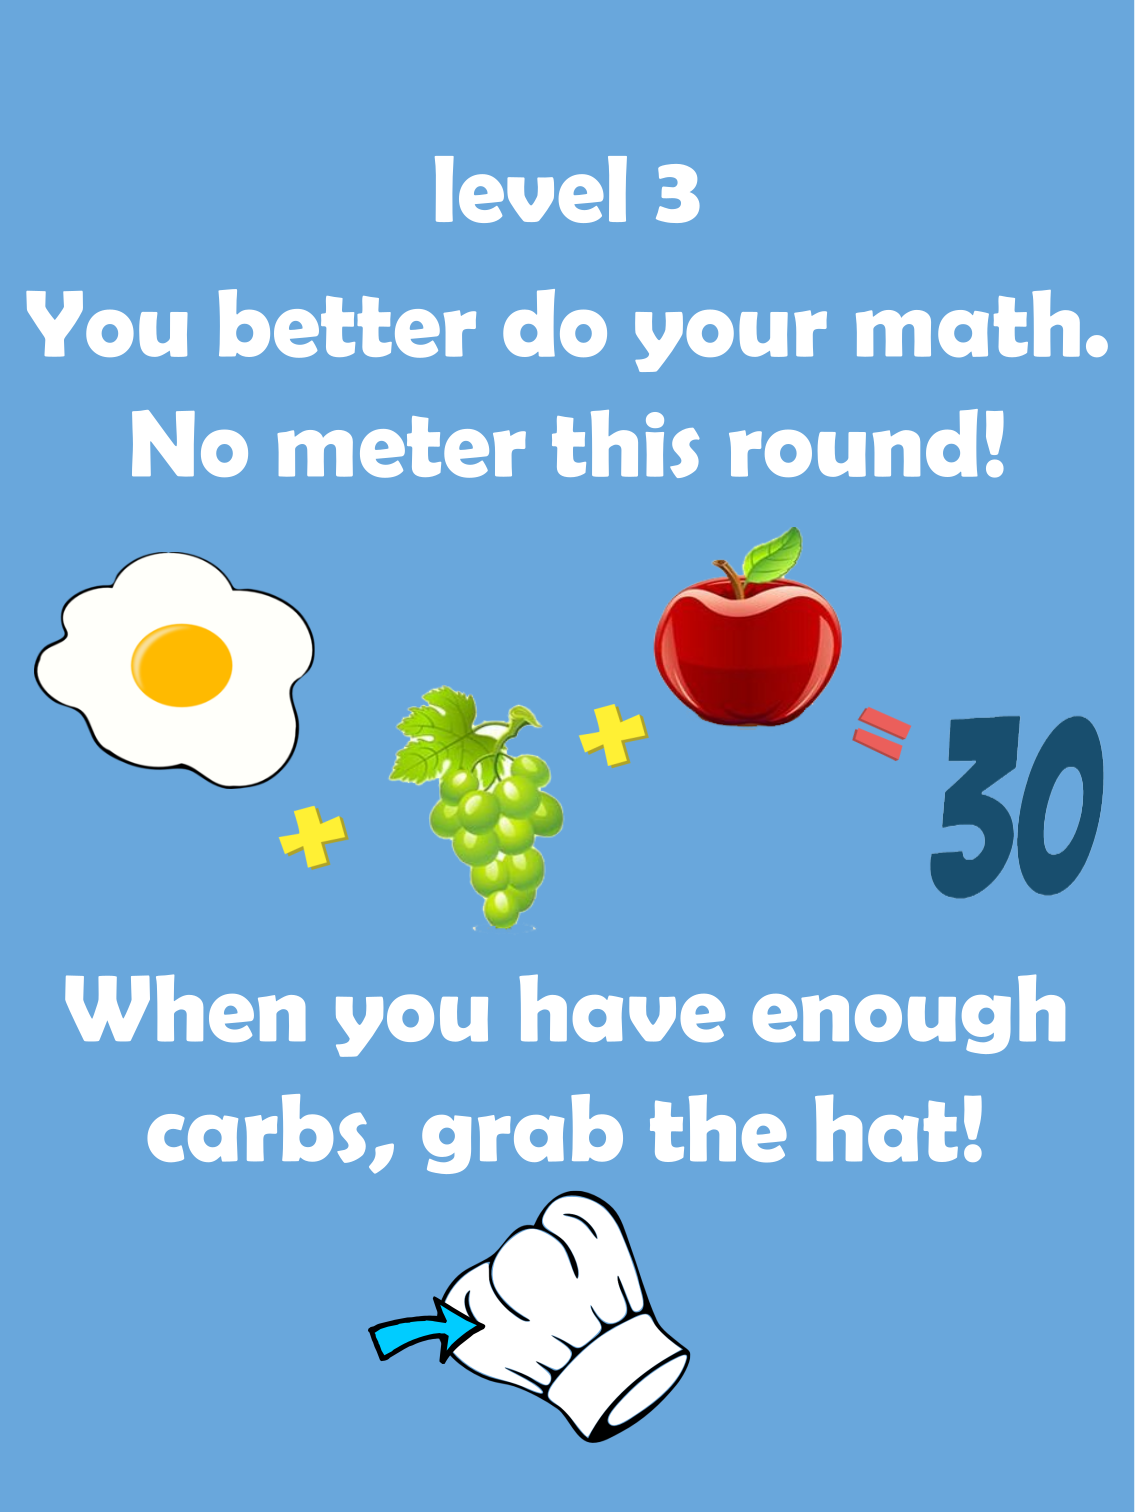 level 3
You better do your math.
No meter this round!
+ + = 30
When you have enough
carbs, grab the hat!